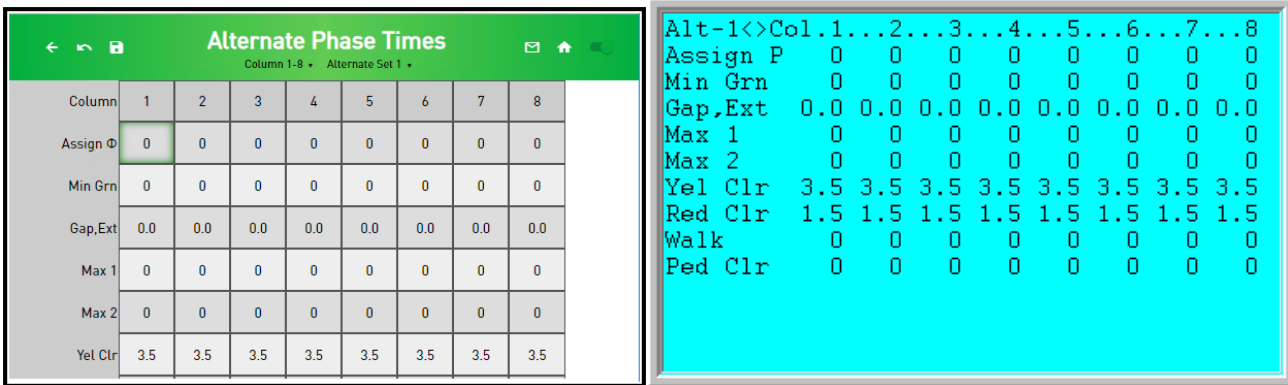 Alternate Phase Times
Column 1-8 Alternate Set 1
Column 1 2 3 4 5 6 7 8
Assign Φ 0 0 0 0 0 0 0 0
Min Grn 0 0 0 0 0 0 0 0
Gap,Ext 0.0 0.0 0.0 0.0 0.0 0.0 0.0 0.0
Max 1 0 0 0 0 0 0 0 0
Max 2 0 0 0 0 0 0 0 0
Yel Clr 3.5 3.5 3.5 3.5 3.5 3.5 3.5 3.5
Alt-1<>Col.1...2...3...4...5...6...7...8
Assign P 0 0 0 0 0 0 0 0
Min Grn 0 0 0 0 0 0 0 0
Gap,Ext 0.0 0.0 0.0 0.0 0.0 0.0 0.0 0.0
Max 1 0 0 0 0 0 0 0 0
Max 2 0 0 0 0 0 0 0 0
Yel Clr 3.5 3.5 3.5 3.5 3.5 3.5 3.5 3.5
Red Clr 1.5 1.5 1.5 1.5 1.5 1.5 1.5 1.5
Walk 0 0 0 0 0 0 0 0
Ped Clr 0 0 0 0 0 0 0 0